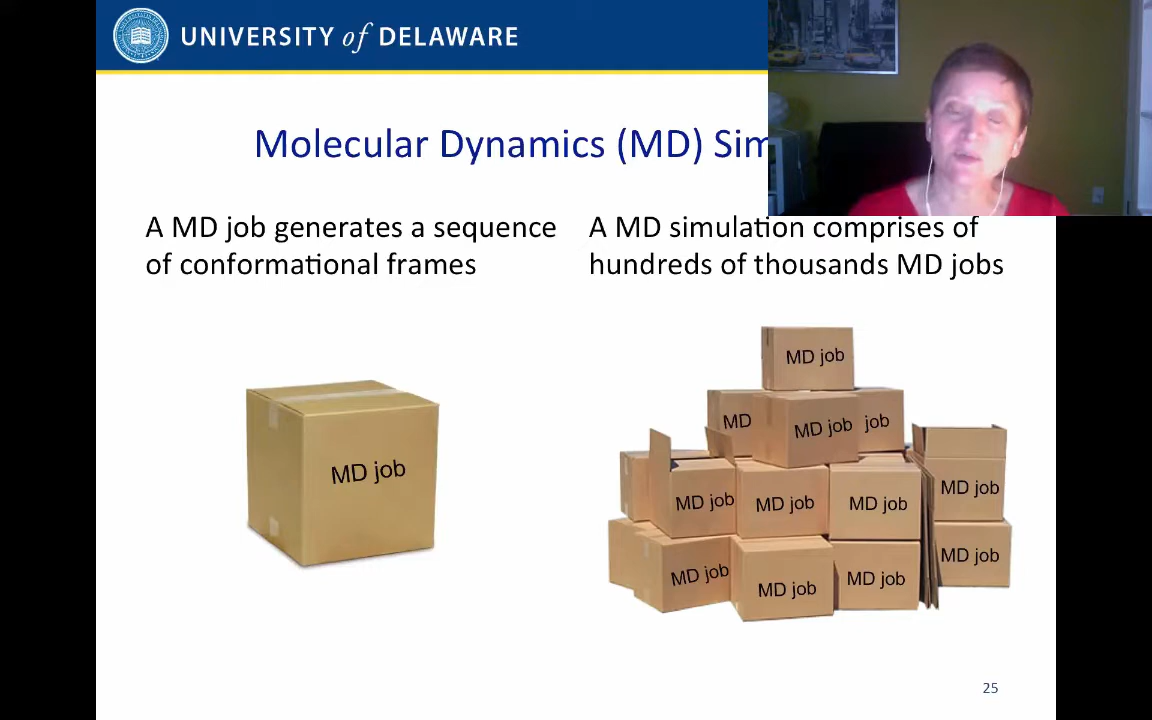 UNIVERSITY of DELAWARE
Molecular Dynamics (MD) Sim
A MD job generates a sequence
of conformational frames
A MD simulation comprises of
hundreds of thousands MD jobs
MD job
MD job
MD
MD job
job
MD job
MD job
MD job
MD job
MD job
MD job
MD job
MD job
25